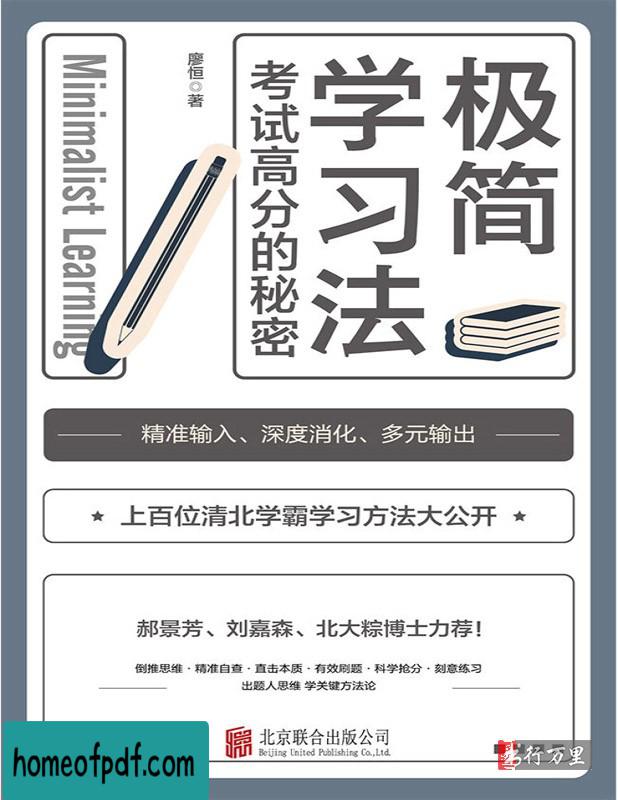 极简
学习法
考试高分的秘密
廖恒◎著
Minimalist Learning
精准输入、深度消化、多元输出
★ 上百位清北学霸学习方法大公开 ★
郝景芳、刘嘉森、北大粽博士力荐！
倒推思维·精准自查·直击本质·有效刷题·科学抢分·刻意练习
出题人思维 学关键方法论
北京联合出版公司
Beijing United Publishing Co.,Ltd.
homeofpdf.com
行万里